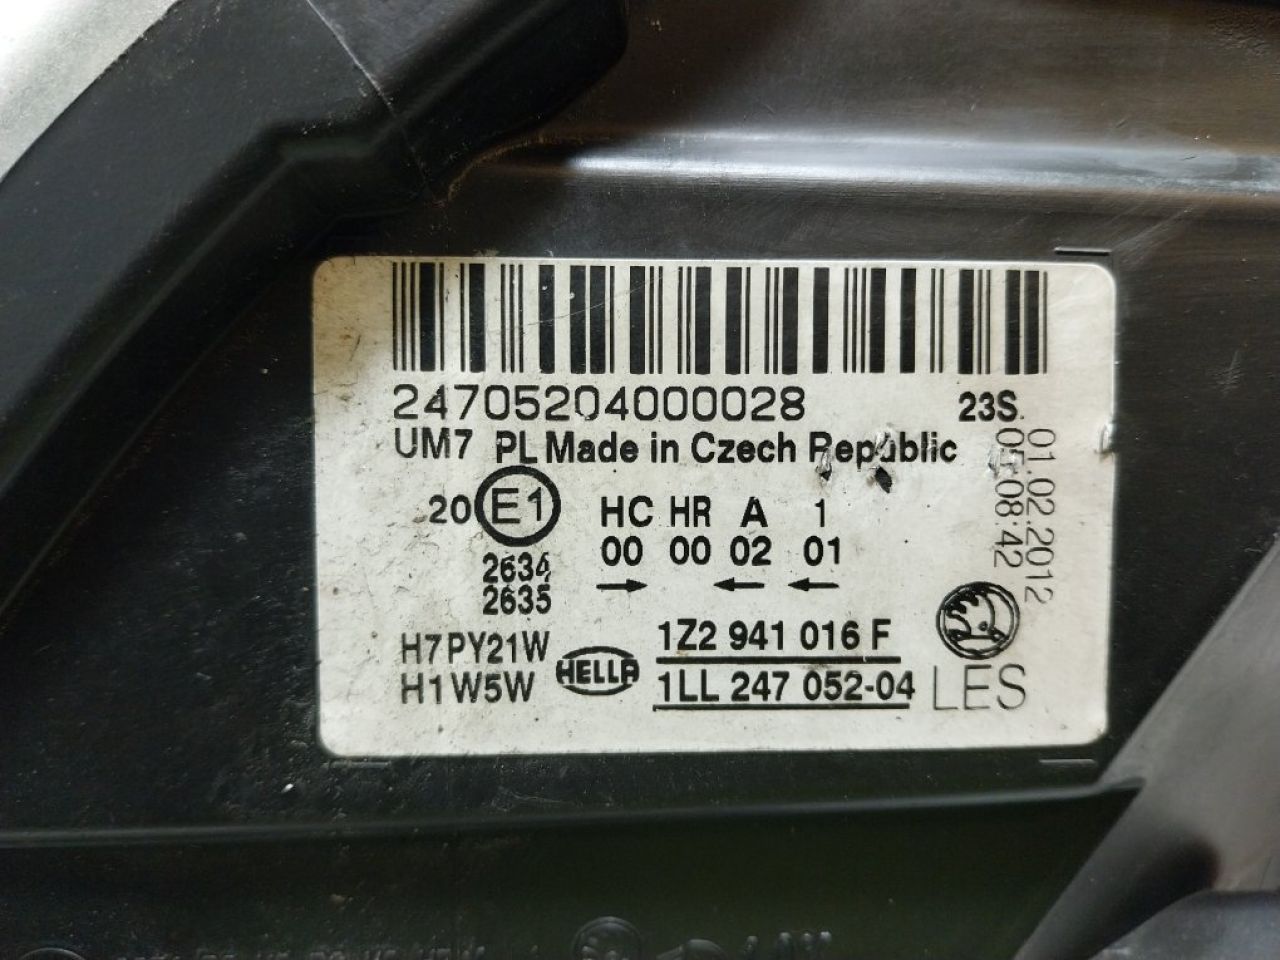 24705204000028 23S.
UM7 PL Made in Czech Republic
01.02.2012
05:08:42
20 E1 HC HR A 1
00 00 02 01
2634
2635
H7 PY21W 1Z2 941 016 F
H1 W5W HELLA 1LL 247 052-04 LES